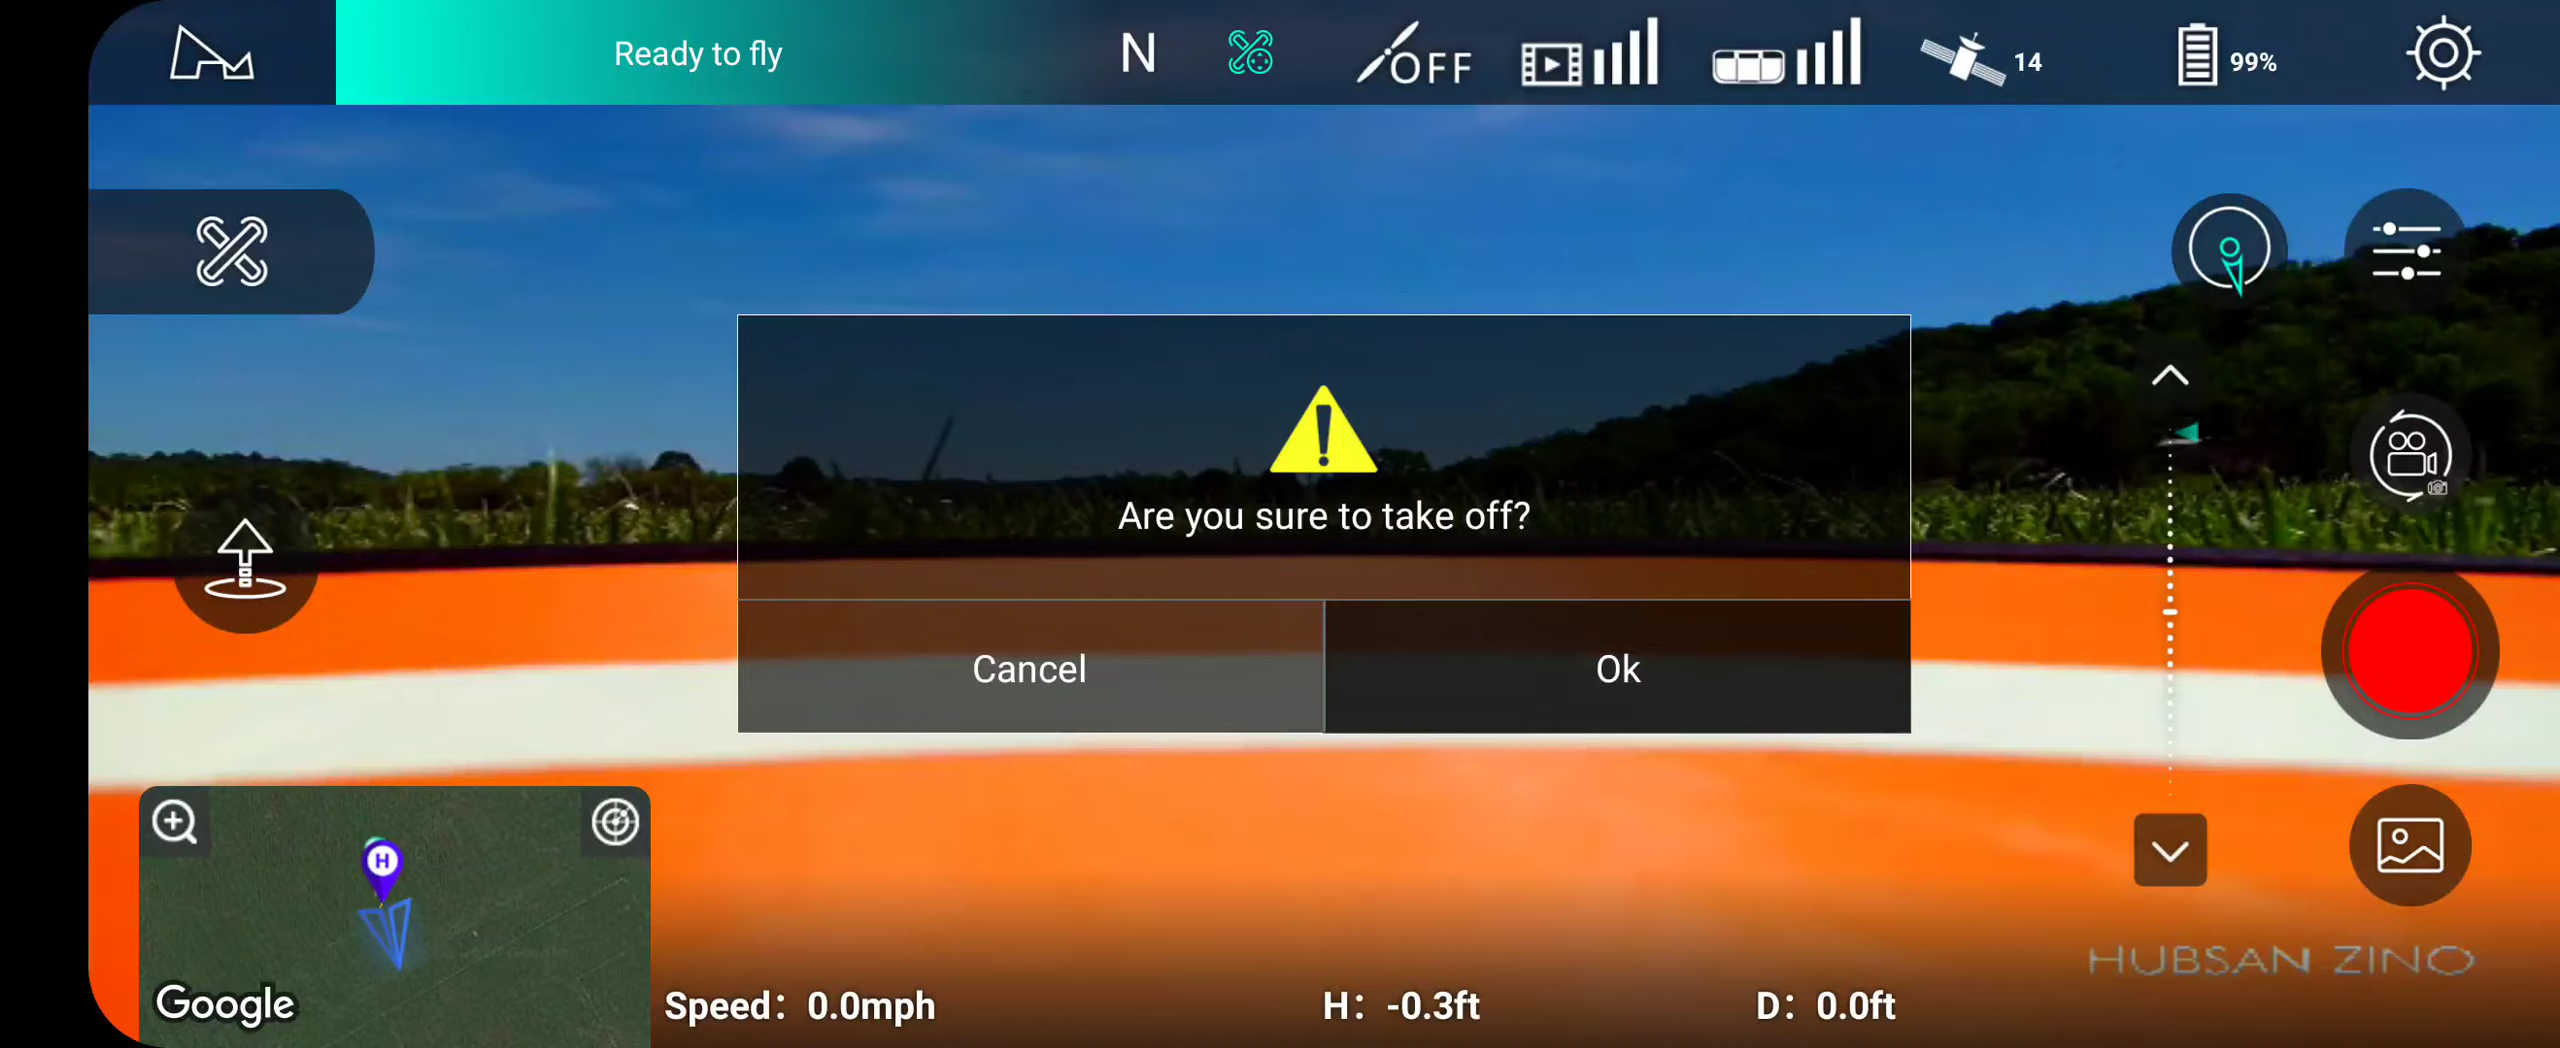 Ready to fly
N
OFF
14
99%
Are you sure to take off?
Cancel
Ok
H
Google
HUBSAN ZINO
Speed: 0.0mph
H: -0.3ft
D: 0.0ft